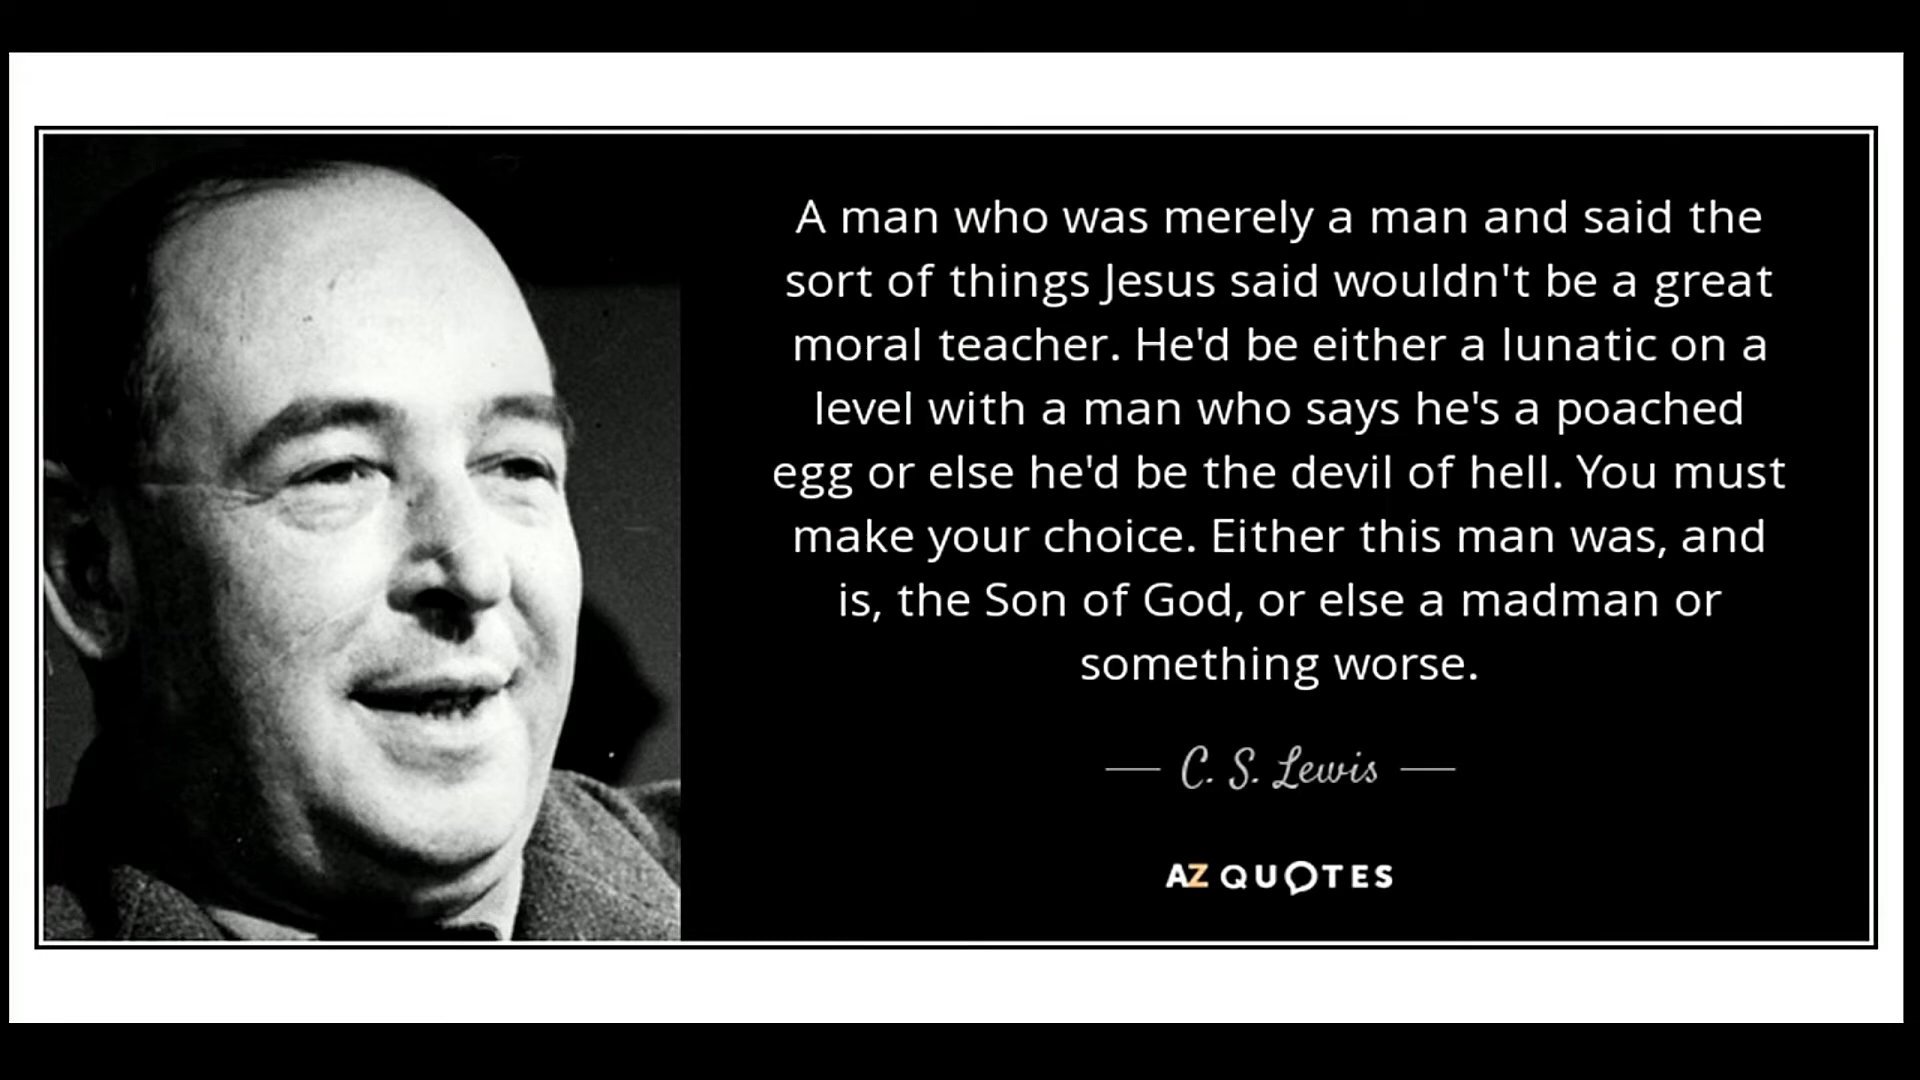 A man who was merely a man and said the
sort of things Jesus said wouldn't be a great
moral teacher. He'd be either a lunatic on a
level with a man who says he's a poached
egg or else he'd be the devil of hell. You must
make your choice. Either this man was, and
is, the Son of God, or else a madman or
something worse.
C. S. Lewis
AZ QUOTES